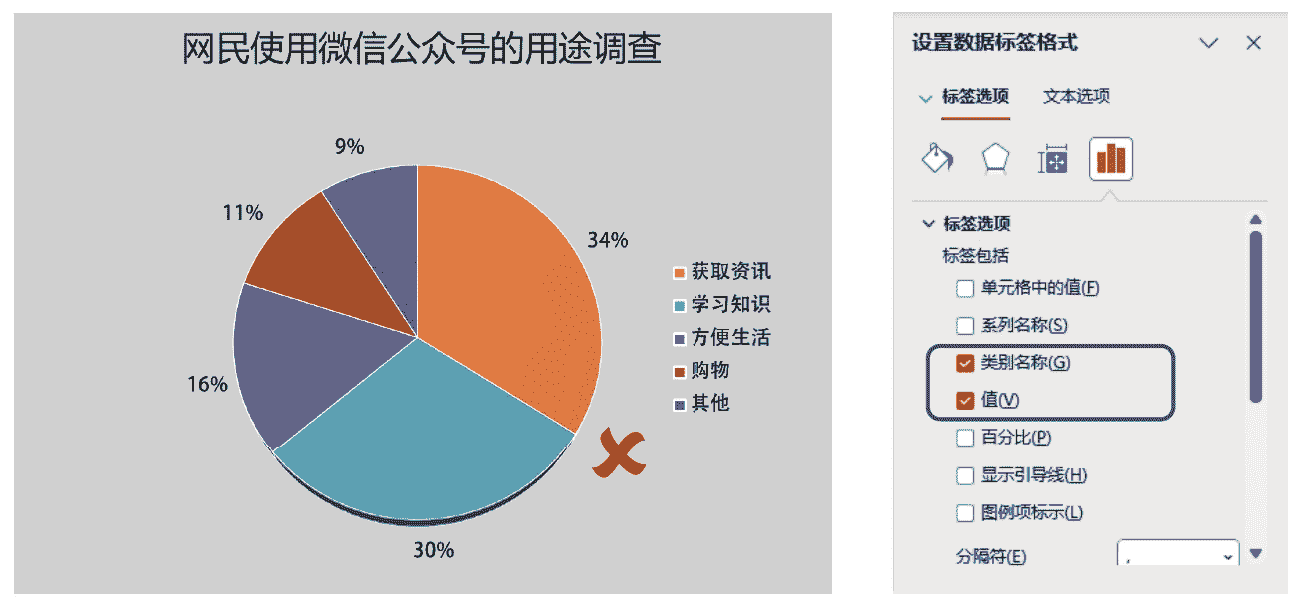 网民使用微信公众号的用途调查
9%
11%
34%
16%
30%
获取资讯
学习知识
方便生活
购物
其他
设置数据标签格式
标签选项 文本选项
标签选项
标签包括
单元格中的值(F)
系列名称(S)
类别名称(G)
值(V)
百分比(P)
显示引导线(H)
图例项标示(L)
分隔符(E) ,